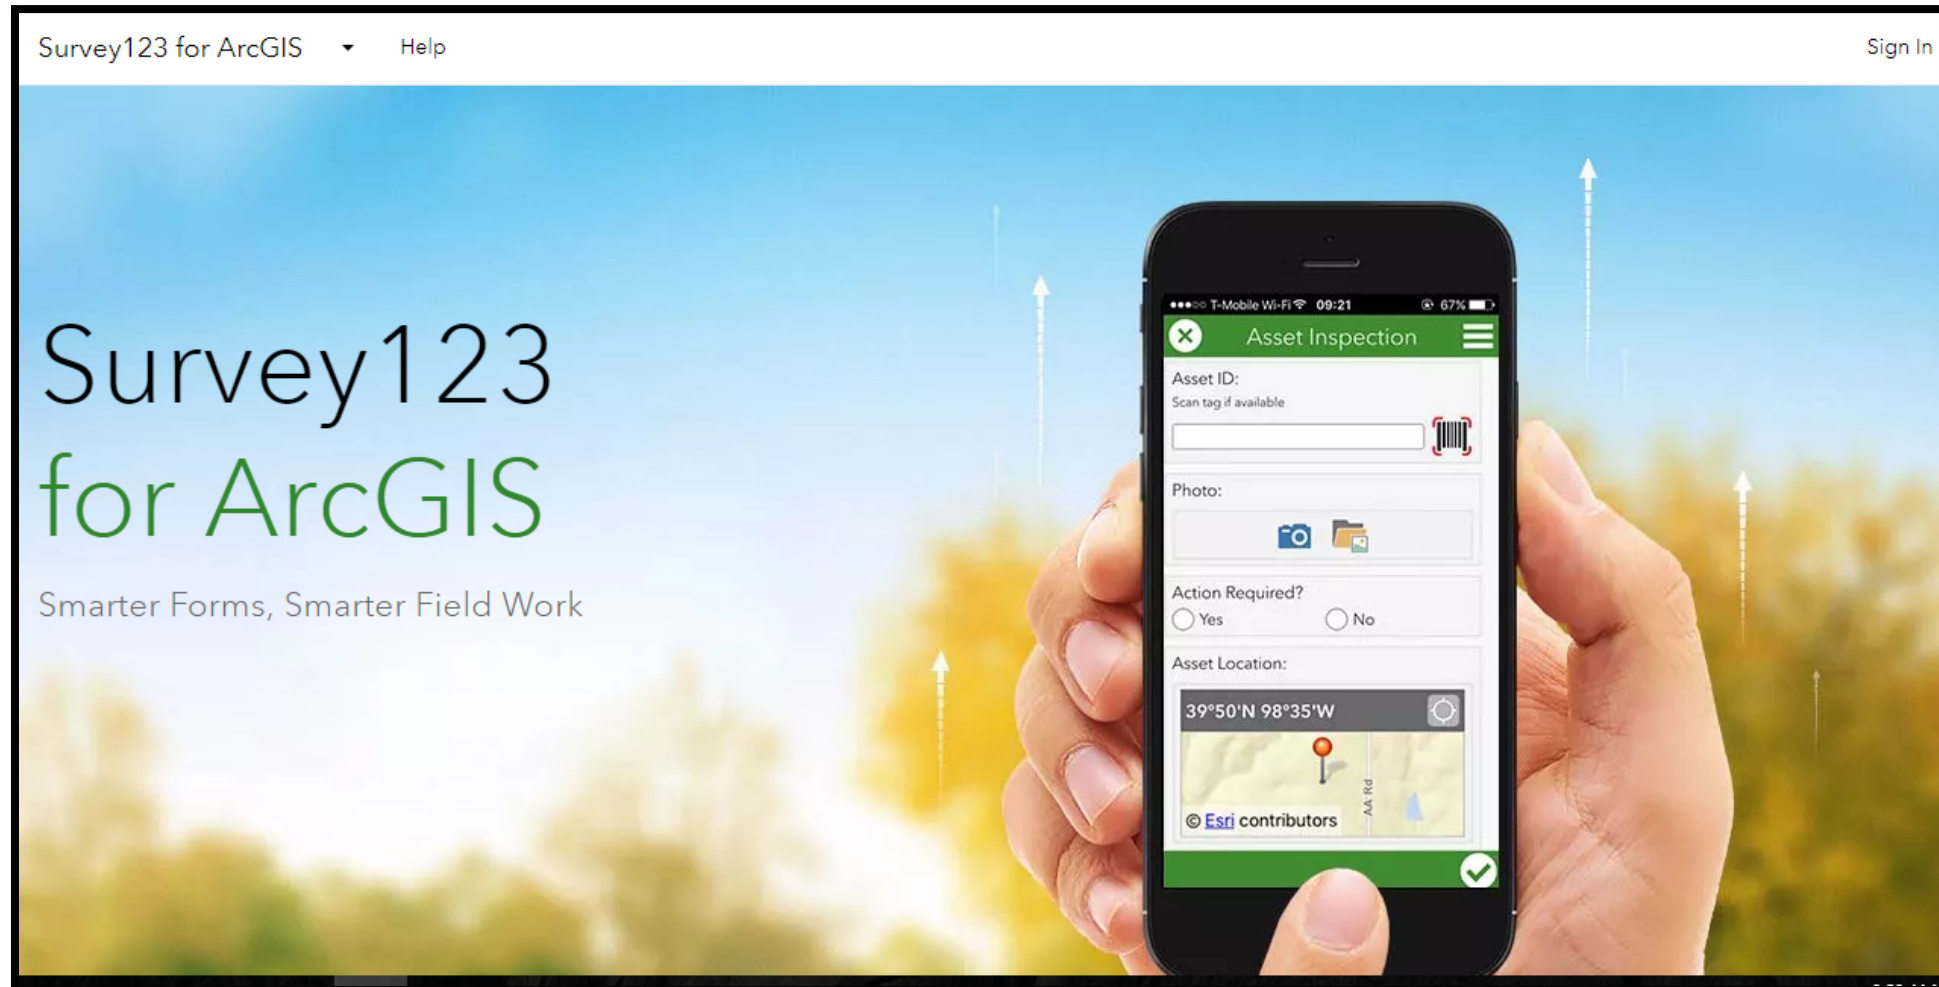 Survey123 for ArcGIS Help Sign In
Survey123
for ArcGIS
Smarter Forms, Smarter Field Work
T-Mobile Wi-Fi 09:21 67%
Asset Inspection
Asset ID:
Scan tag if available
Photo:
Action Required?
Yes No
Asset Location:
39°50'N 98°35'W
AA Rd
© Esri contributors